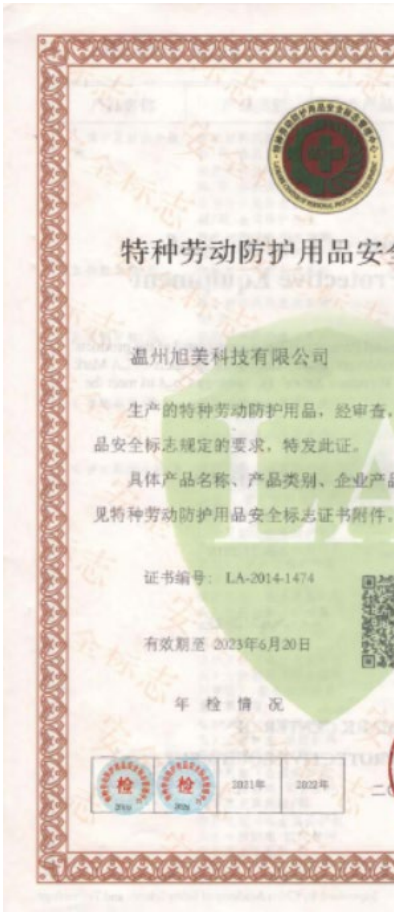 特种劳动防护用品安全
温州旭美科技有限公司
生产的特种劳动防护用品，经审查，
品安全标志规定的要求，特发此证。
具体产品名称、产品类别、企业产品
见特种劳动防护用品安全标志证书附件。
证书编号： LA-2014-1474
有效期至 2023年6月20日
年 检 情 况
检 检 2021年 2022年
二〇
LA